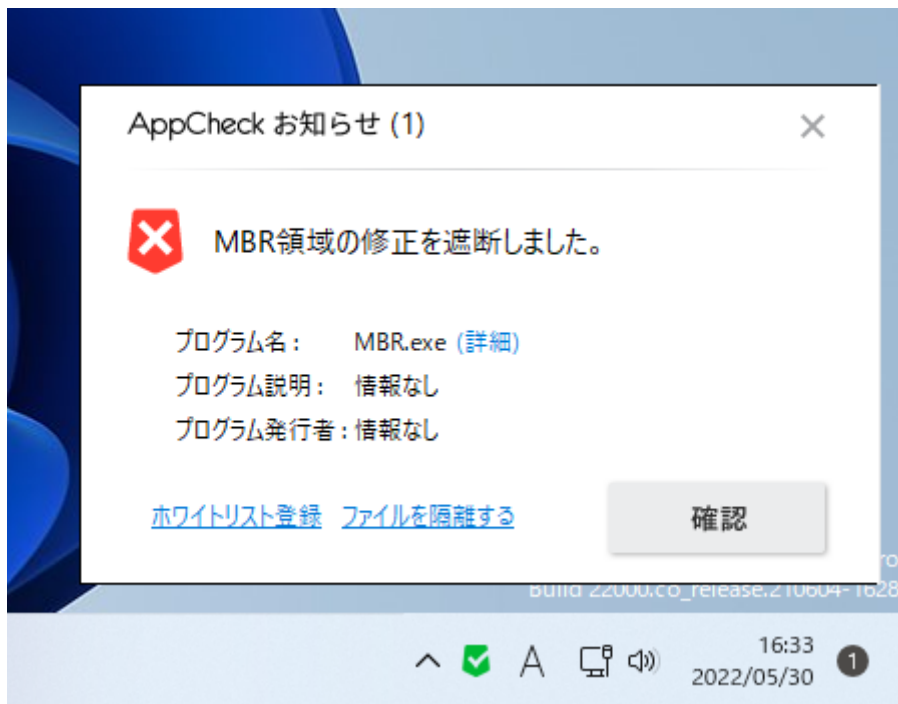 AppCheck お知らせ (1)
MBR領域の修正を遮断しました。
プログラム名 : MBR.exe (詳細)
プログラム説明 : 情報なし
プログラム発行者 : 情報なし
ホワイトリスト登録 ファイルを隔離する 確認
Build 22000.co_release.210604-1628
A 16:33
2022/05/30 1